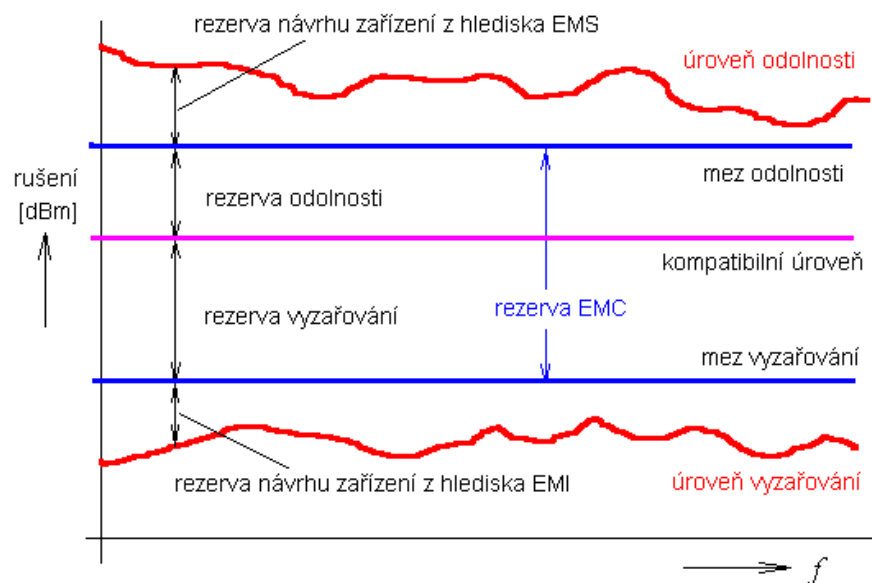 rezerva návrhu zařízení z hlediska EMS
úroveň odolnosti
mez odolnosti
rušení
[dBm]
rezerva odolnosti
kompatibilní úroveň
rezerva vyzařování
rezerva EMC
mez vyzařování
rezerva návrhu zařízení z hlediska EMI
úroveň vyzařování
f